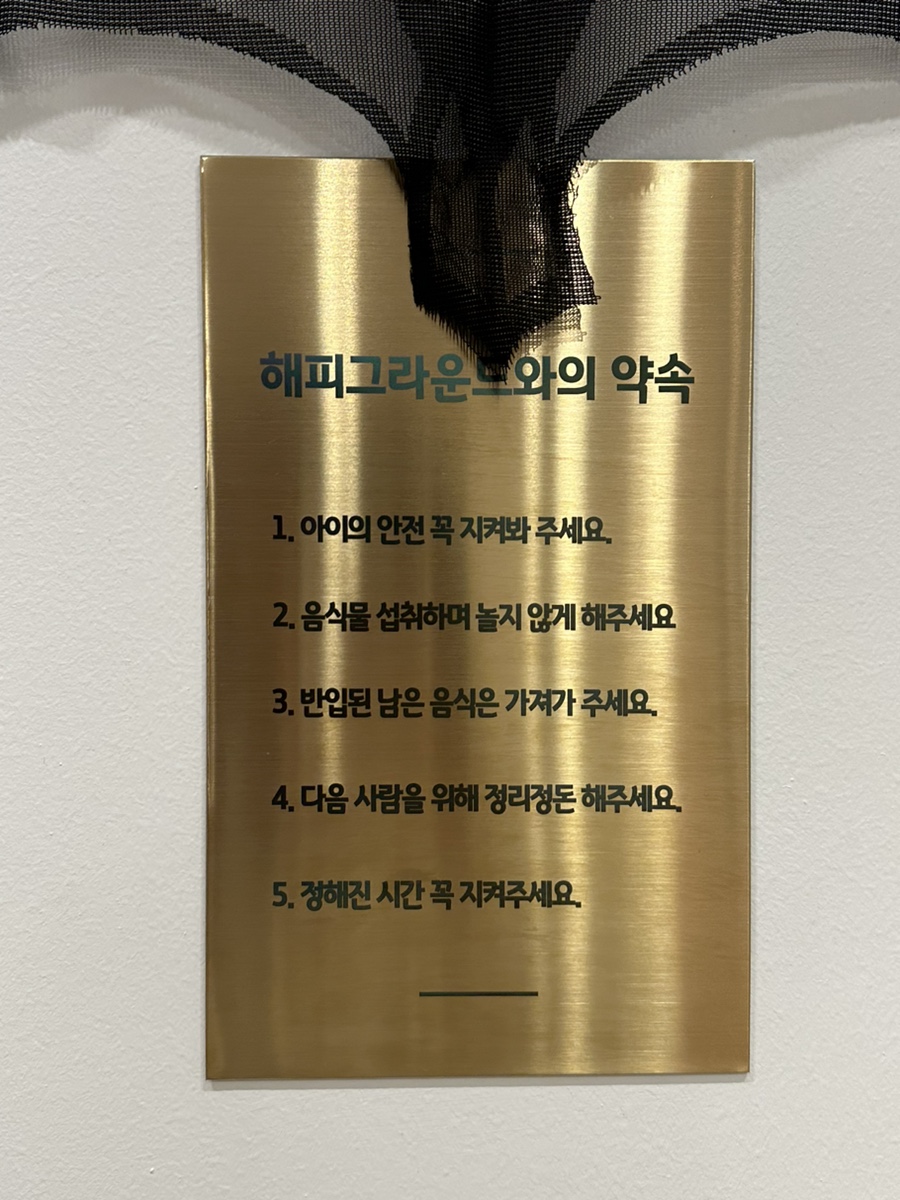 해피그라운드와의 약속
1. 아이의 안전 꼭 지켜봐 주세요.
2. 음식물 섭취하며 놀지 않게 해주세요
3. 반입된 남은 음식은 가져가 주세요.
4. 다음 사람을 위해 정리정돈 해주세요.
5. 정해진 시간 꼭 지켜주세요.